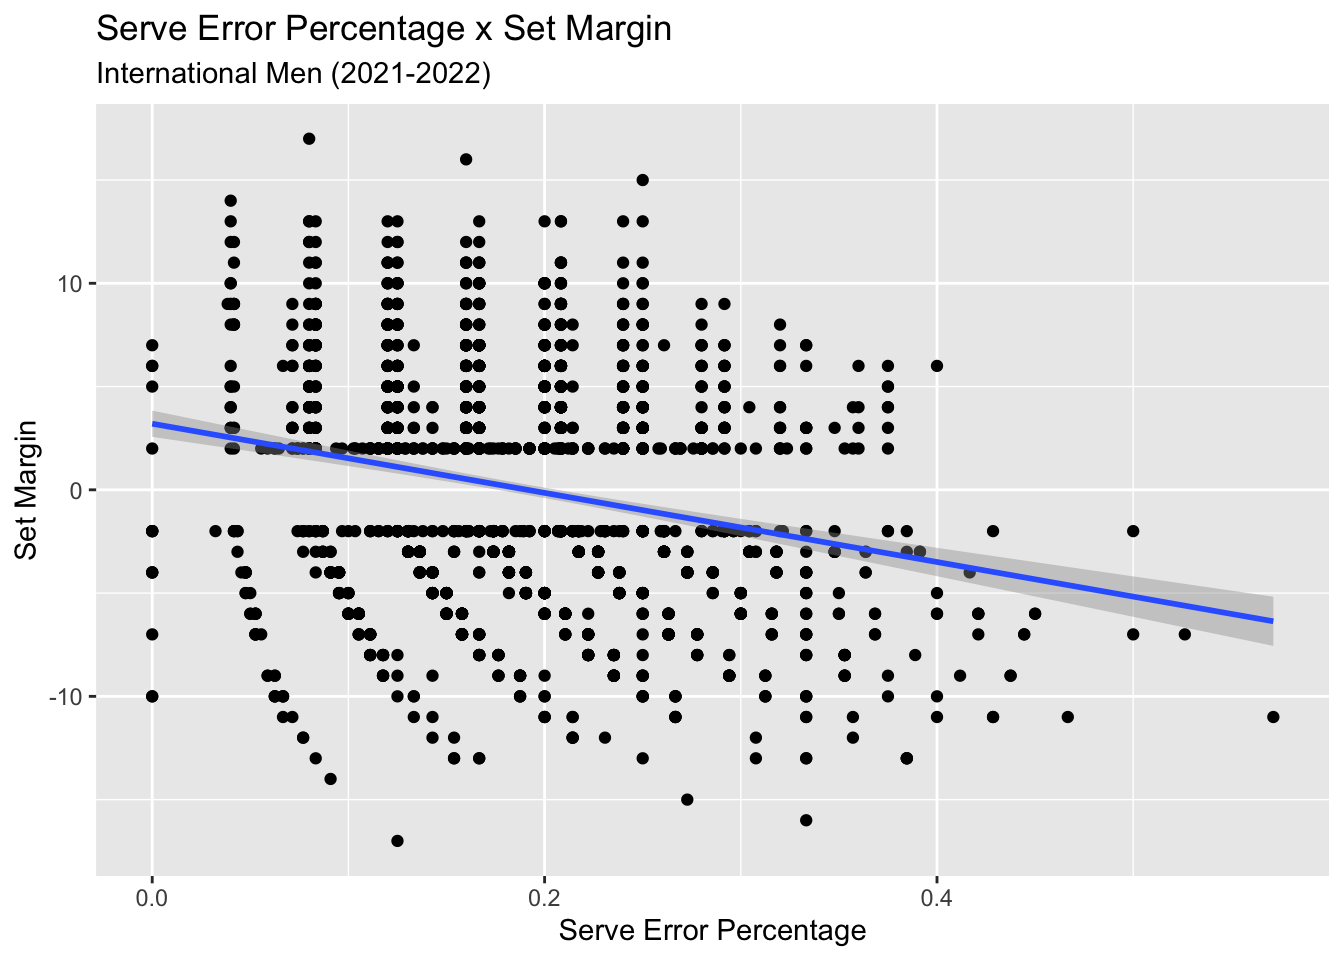 Serve Error Percentage x Set Margin
International Men (2021-2022)
Set Margin
10
0
-10
0.0
0.2
0.4
Serve Error Percentage